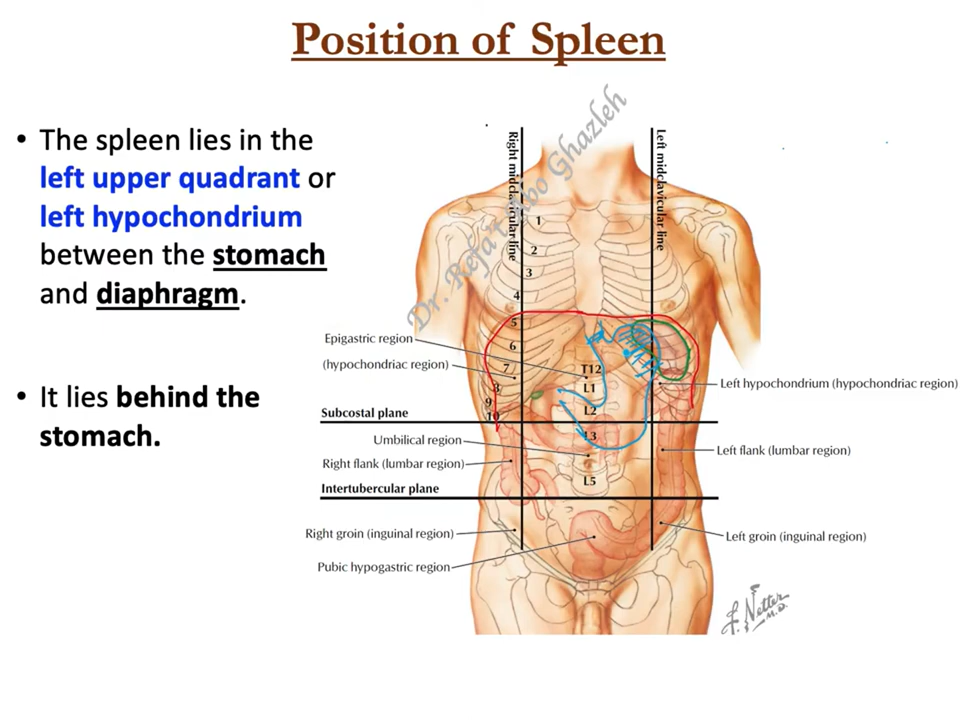 Position of Spleen
• The spleen lies in the
left upper quadrant or
left hypochondrium
between the stomach
and diaphragm.
• It lies behind the
stomach.
Dr. Refa't Abo Ghazleh
Right midclavicular line
Left midclavicular line
1
2
3
4
5
6
7
8
9
10
T12
L1
L2
L3
L5
Epigastric region
(hypochondriac region)
Left hypochondrium (hypochondriac region)
Subcostal plane
Umbilical region
Left flank (lumbar region)
Right flank (lumbar region)
Intertubercular plane
Right groin (inguinal region)
Left groin (inguinal region)
Pubic hypogastric region
F. Netter
M.D.